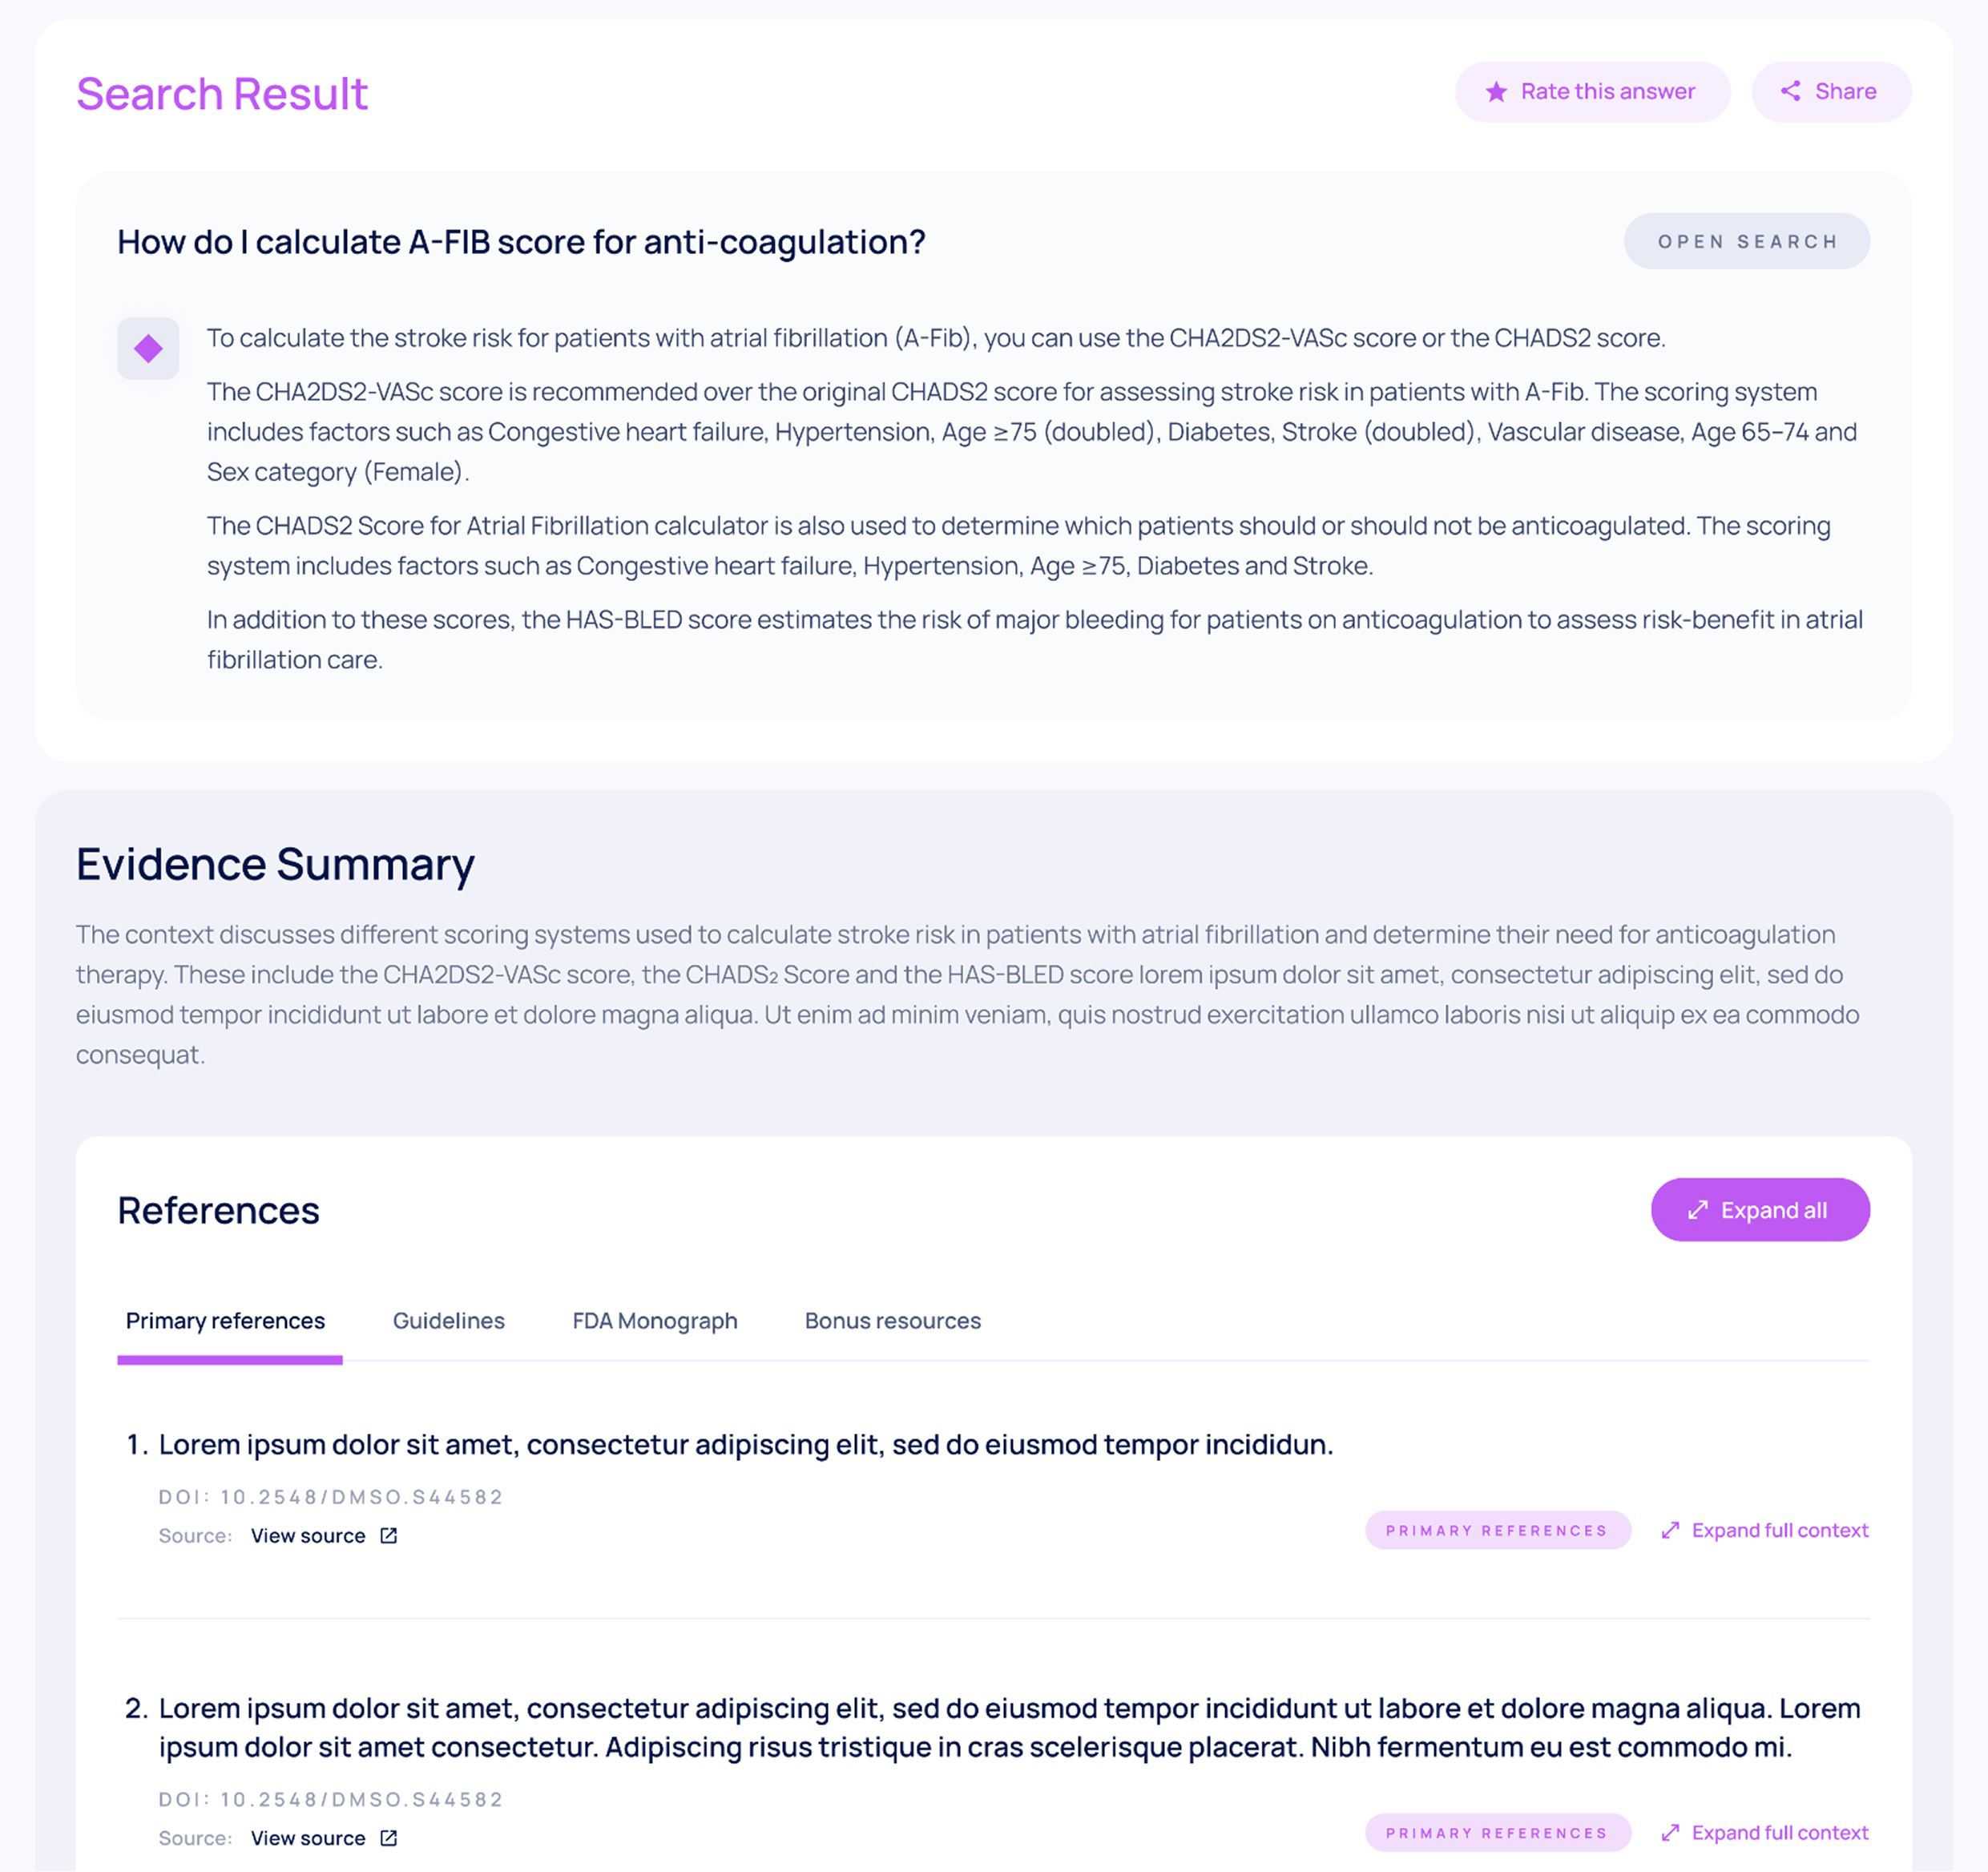 Search Result
Rate this answer
Share
How do I calculate A-FIB score for anti-coagulation?
OPEN SEARCH
To calculate the stroke risk for patients with atrial fibrillation (A-Fib), you can use the CHA2DS2-VASc score or the CHADS2 score.
The CHA2DS2-VASc score is recommended over the original CHADS2 score for assessing stroke risk in patients with A-Fib. The scoring system
includes factors such as Congestive heart failure, Hypertension, Age ≥75 (doubled), Diabetes, Stroke (doubled), Vascular disease, Age 65–74 and
Sex category (Female).
The CHADS2 Score for Atrial Fibrillation calculator is also used to determine which patients should or should not be anticoagulated. The scoring
system includes factors such as Congestive heart failure, Hypertension, Age ≥75, Diabetes and Stroke.
In addition to these scores, the HAS-BLED score estimates the risk of major bleeding for patients on anticoagulation to assess risk-benefit in atrial
fibrillation care.
Evidence Summary
The context discusses different scoring systems used to calculate stroke risk in patients with atrial fibrillation and determine their need for anticoagulation
therapy. These include the CHA2DS2-VASc score, the CHADS₂ Score and the HAS-BLED score lorem ipsum dolor sit amet, consectetur adipiscing elit, sed do
eiusmod tempor incididunt ut labore et dolore magna aliqua. Ut enim ad minim veniam, quis nostrud exercitation ullamco laboris nisi ut aliquip ex ea commodo
consequat.
References
Expand all
Primary references
Guidelines
FDA Monograph
Bonus resources
1. Lorem ipsum dolor sit amet, consectetur adipiscing elit, sed do eiusmod tempor incididun.
DOI: 10.2548/DMSO.S44582
Source: View source
PRIMARY REFERENCES
Expand full context
2. Lorem ipsum dolor sit amet, consectetur adipiscing elit, sed do eiusmod tempor incididunt ut labore et dolore magna aliqua. Lorem
ipsum dolor sit amet consectetur. Adipiscing risus tristique in cras scelerisque placerat. Nibh fermentum eu est commodo mi.
DOI: 10.2548/DMSO.S44582
Source: View source
PRIMARY REFERENCES
Expand full context